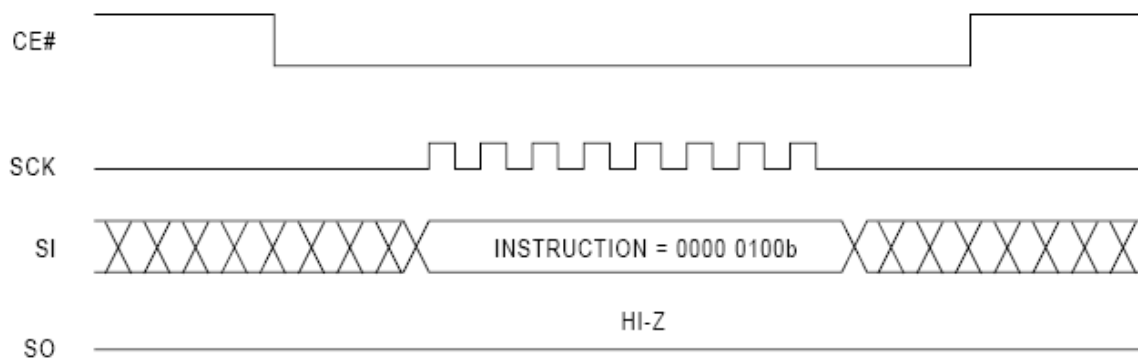 CE#
SCK
SI
INSTRUCTION = 0000 0100b
HI-Z
SO